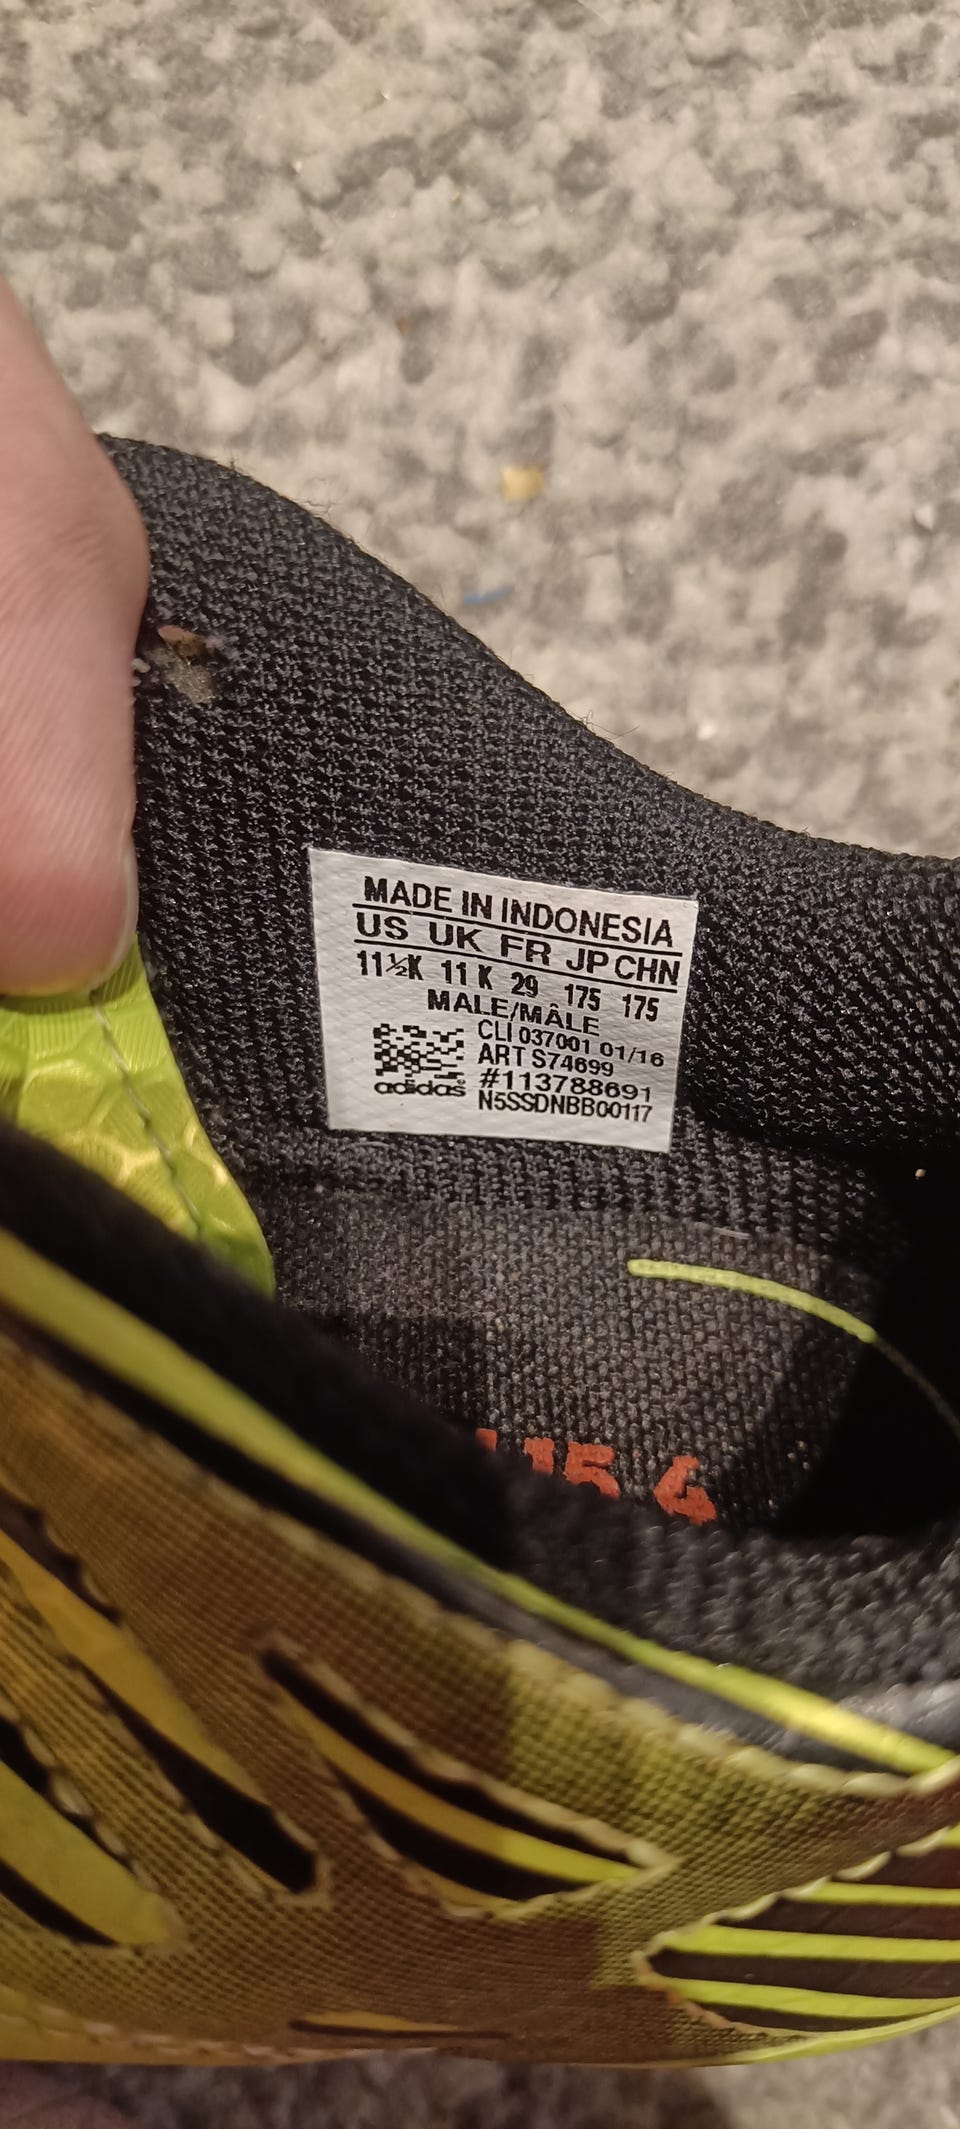 MADE IN INDONESIA
US UK FR JP CHN
11½K 11K 29 175 175
MALE/MÂLE
CLI 037001 01/16
ART S74699
#113788691
adidas N5SSDNBB00117